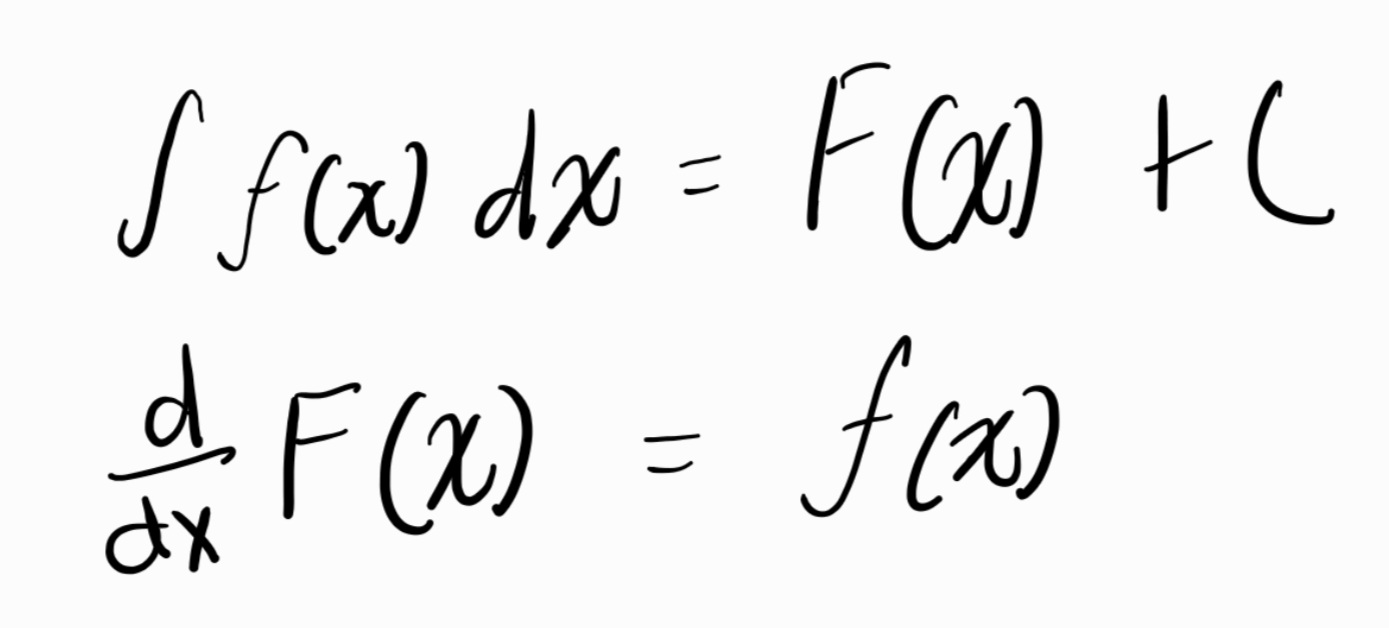 ∫ f(x) dx = F(x) + C
d/dx F(x) = f(x)